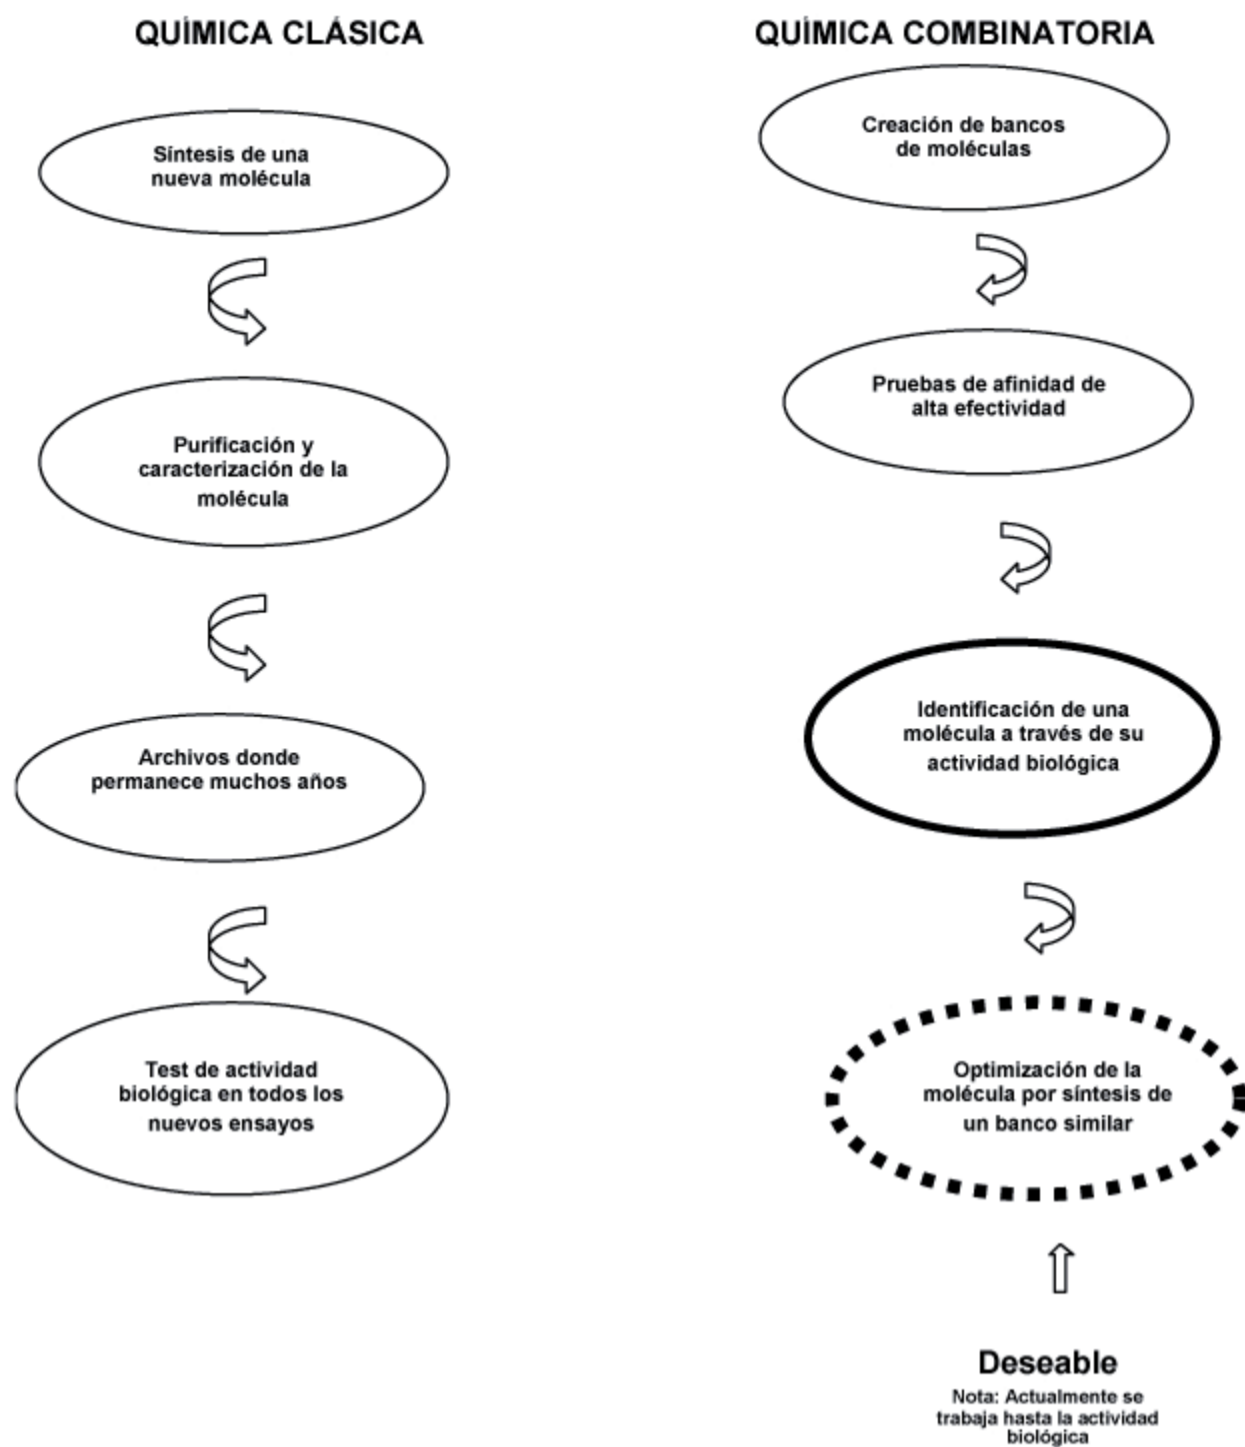 QUÍMICA CLÁSICA
Síntesis de una
nueva molécula
Purificación y
caracterización de la
molécula
Archivos donde
permanece muchos años
Test de actividad
biológica en todos los
nuevos ensayos
QUÍMICA COMBINATORIA
Creación de bancos
de moléculas
Pruebas de afinidad de
alta efectividad
Identificación de una
molécula a través de su
actividad biológica
Optimización de la
molécula por síntesis de
un banco similar
Deseable
Nota: Actualmente se
trabaja hasta la actividad
biológica